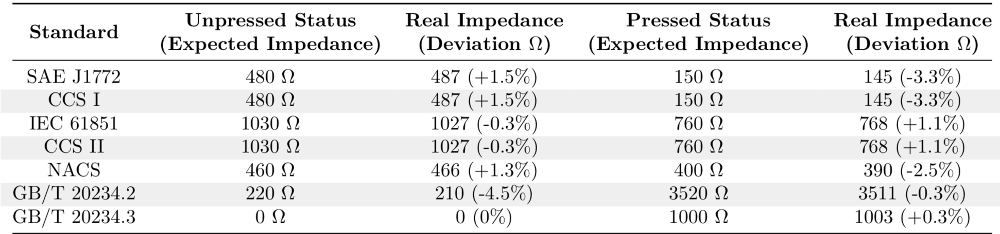 Standard Unpressed Status (Expected Impedance) Real Impedance (Deviation Ω) Pressed Status (Expected Impedance) Real Impedance (Deviation Ω)
SAE J1772 480 Ω 487 (+1.5%) 150 Ω 145 (-3.3%)
CCS I 480 Ω 487 (+1.5%) 150 Ω 145 (-3.3%)
IEC 61851 1030 Ω 1027 (-0.3%) 760 Ω 768 (+1.1%)
CCS II 1030 Ω 1027 (-0.3%) 760 Ω 768 (+1.1%)
NACS 460 Ω 466 (+1.3%) 400 Ω 390 (-2.5%)
GB/T 20234.2 220 Ω 210 (-4.5%) 3520 Ω 3511 (-0.3%)
GB/T 20234.3 0 Ω 0 (0%) 1000 Ω 1003 (+0.3%)